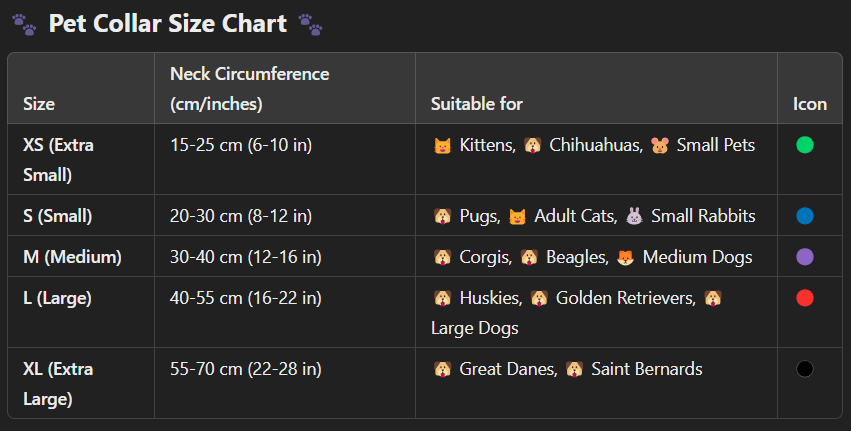 🐾 Pet Collar Size Chart 🐾
Size
Neck Circumference
(cm/inches)
Suitable for
Icon
XS (Extra
Small)
15-25 cm (6-10 in)
🐱 Kittens, 🐶 Chihuahuas, 🐹 Small Pets
S (Small)
20-30 cm (8-12 in)
🐶 Pugs, 🐱 Adult Cats, 🐰 Small Rabbits
M (Medium)
30-40 cm (12-16 in)
🐶 Corgis, 🐶 Beagles, 🦊 Medium Dogs
L (Large)
40-55 cm (16-22 in)
🐶 Huskies, 🐶 Golden Retrievers, 🐶
Large Dogs
XL (Extra
Large)
55-70 cm (22-28 in)
🐶 Great Danes, 🐶 Saint Bernards